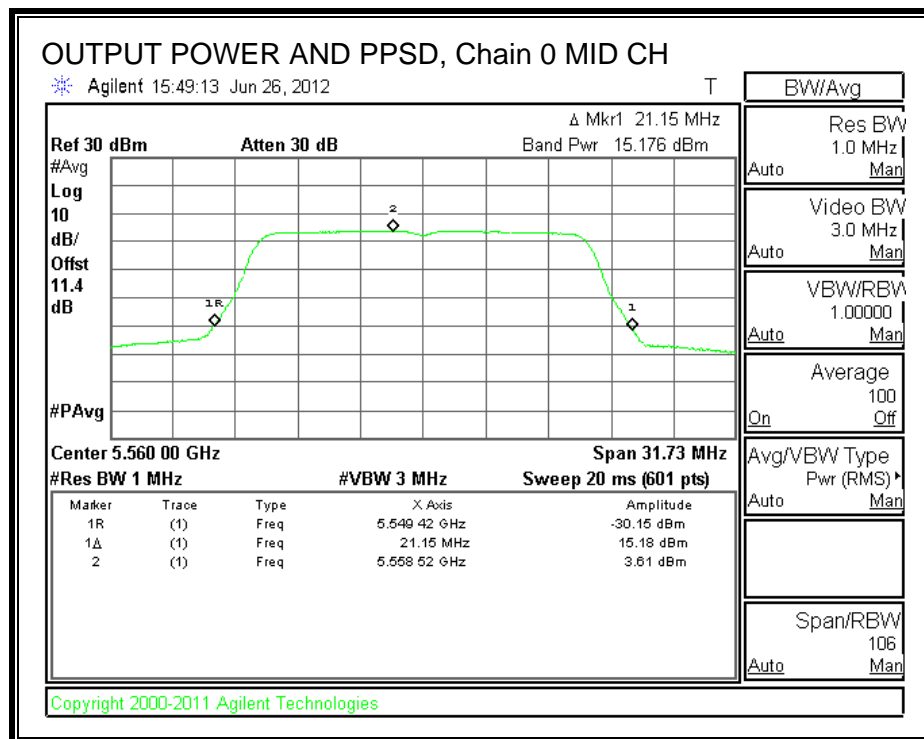 OUTPUT POWER AND PPSD, Chain 0 MID CH
Agilent 15:49:13 Jun 26, 2012 T
Δ Mkr1 21.15 MHz
Ref 30 dBm Atten 30 dB Band Pwr 15.176 dBm
#Avg
Log
10
dB/
Offst
11.4
dB
#PAvg
2
1R
1
Center 5.560 00 GHz Span 31.73 MHz
#Res BW 1 MHz #VBW 3 MHz Sweep 20 ms (601 pts)
Marker Trace Type X Axis Amplitude
1R (1) Freq 5.549 42 GHz -30.15 dBm
1Δ (1) Freq 21.15 MHz 15.18 dBm
2 (1) Freq 5.558 52 GHz 3.61 dBm
Copyright 2000-2011 Agilent Technologies
BW/Avg
Res BW
1.0 MHz
Auto Man
Video BW
3.0 MHz
Auto Man
VBW/RBW
1.00000
Auto Man
Average
100
On Off
Avg/VBW Type
Pwr (RMS)
Auto Man
Span/RBW
106
Auto Man